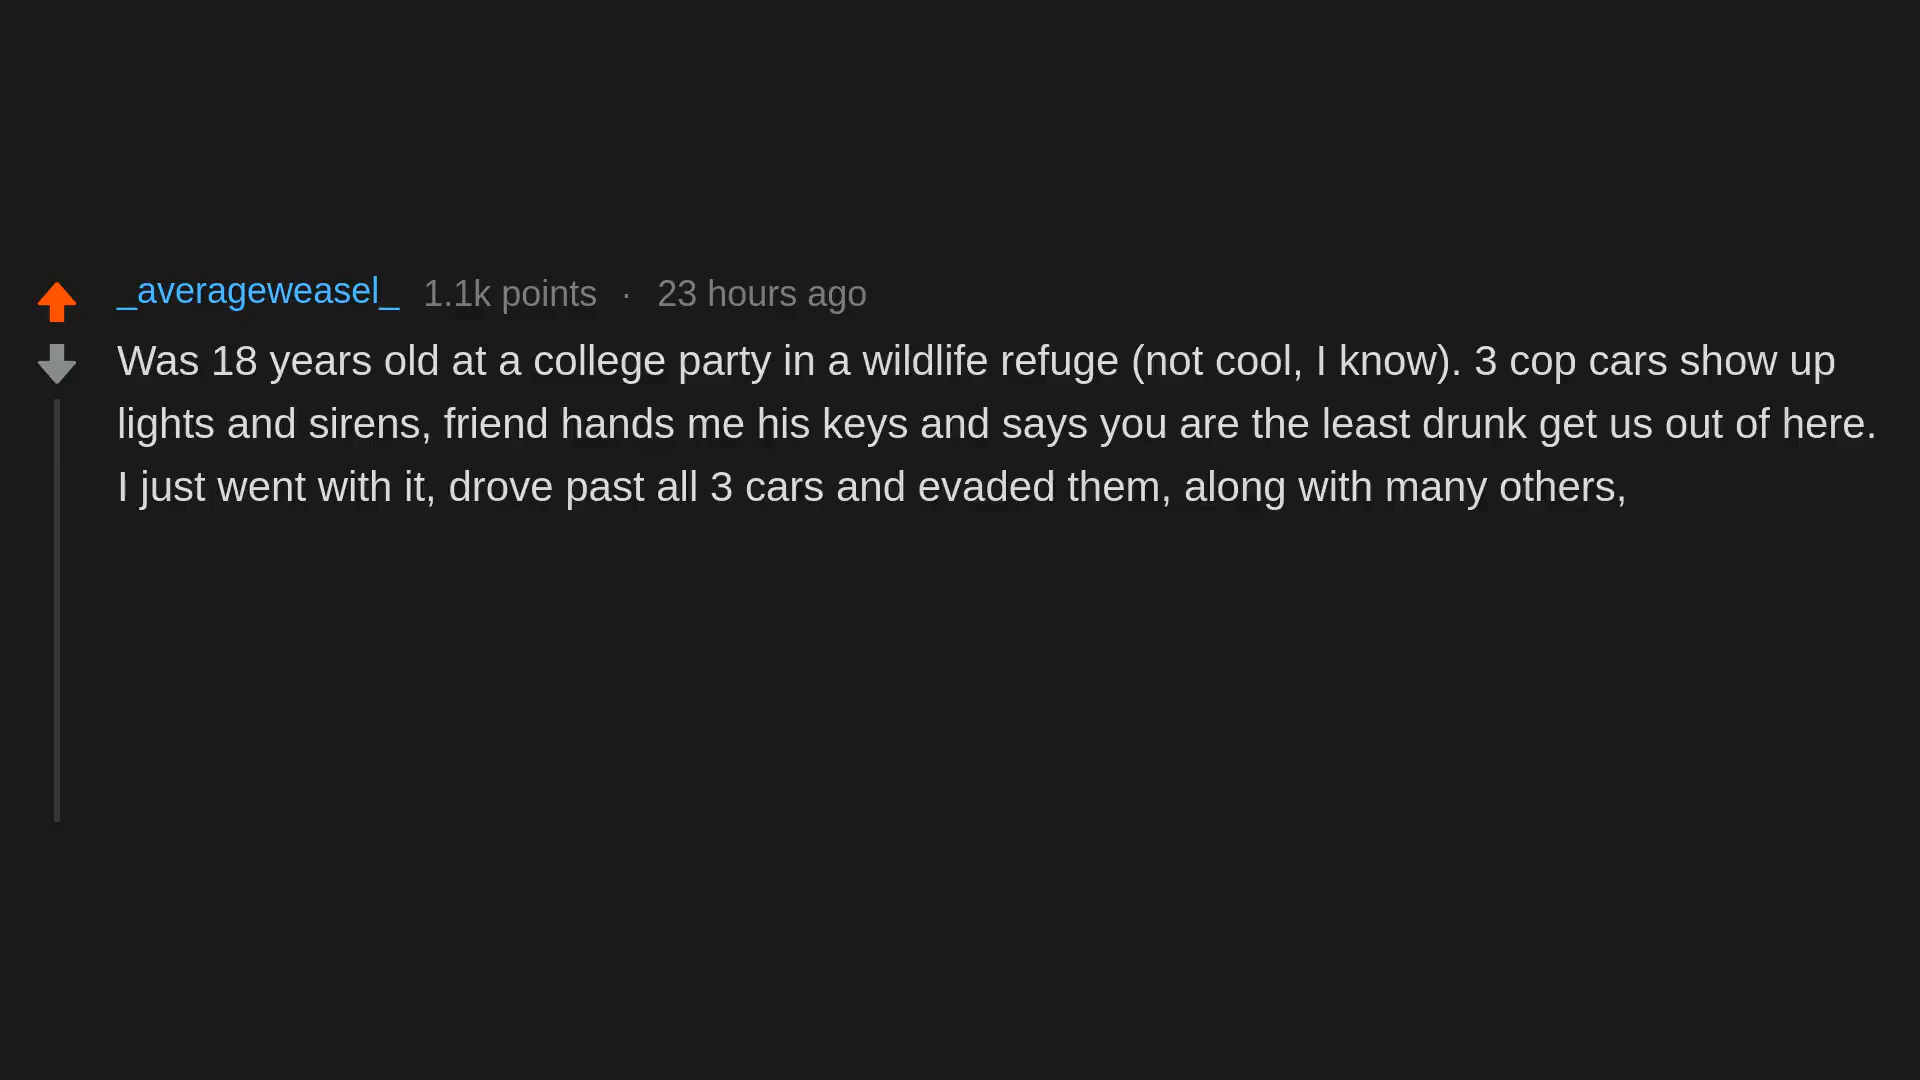 _averageweasel_ 1.1k points · 23 hours ago
Was 18 years old at a college party in a wildlife refuge (not cool, I know). 3 cop cars show up
lights and sirens, friend hands me his keys and says you are the least drunk get us out of here.
I just went with it, drove past all 3 cars and evaded them, along with many others,